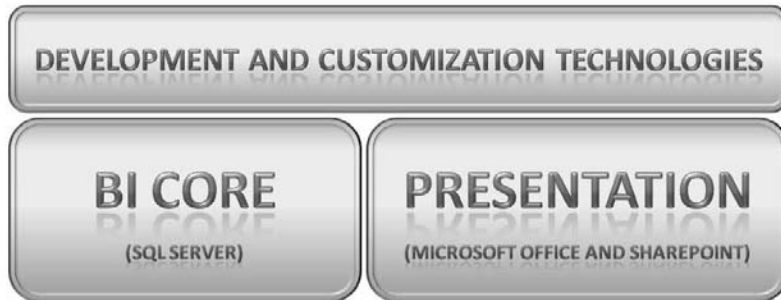 DEVELOPMENT AND CUSTOMIZATION TECHNOLOGIES
BI CORE
(SQL SERVER)
PRESENTATION
(MICROSOFT OFFICE AND SHAREPOINT)